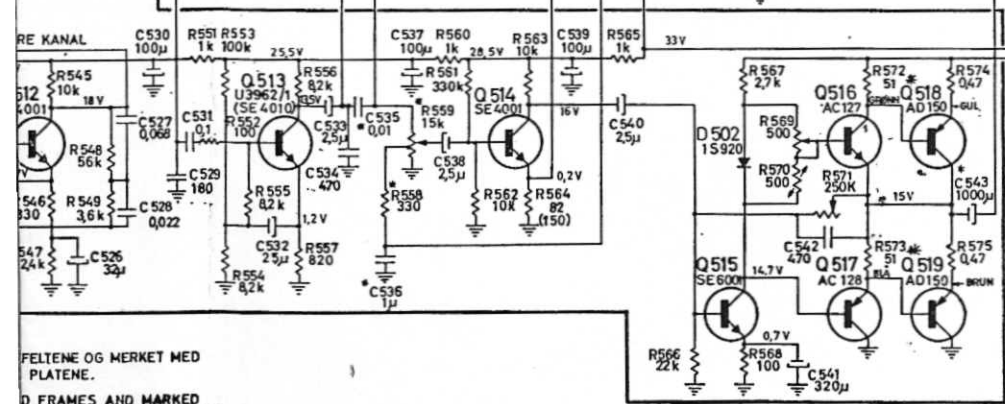 RE KANAL
C530
100µ
R551
1k
R553
100k
25,5V
R545
10k
512
4001
18V
C527
0,068
R548
56k
R549
3,6k
C528
0,022
546
330
547
2,4k
C526
32µ
C531
0,1
R552
100
C529
180
Q513
U3962/1
(SE4010)
R556
8,2k
13,5V
C533
2,5µ
C534
470
C535
0,01
R555
8,2k
1,2V
C532
25µ
R557
820
R554
8,2k
C537
100µ
R560
1k
28,5V
R561
330k
R559
15k
C538
2,5µ
R558
330
C536
1µ
Q514
SE4001
R563
10k
C539
100µ
R565
1k
33V
16V
C540
2,5µ
0,2V
R562
10k
R564
82
(150)
R567
2,7k
D502
1S920
R569
500
R570
500
R571
250K
Q516
AC127
R572
51
GRØNN
Q518
AD150
R574
0,47
GUL
C543
1000µ
15V
C542
470
R573
51
BLÅ
Q517
AC128
Q519
AD150
R575
0,47
BRUN
Q515
SE6001
14,7V
0,7V
R566
22k
R568
100
C541
320µ
FELTENE OG MERKET MED
PLATENE.
D FRAMES AND MARKED